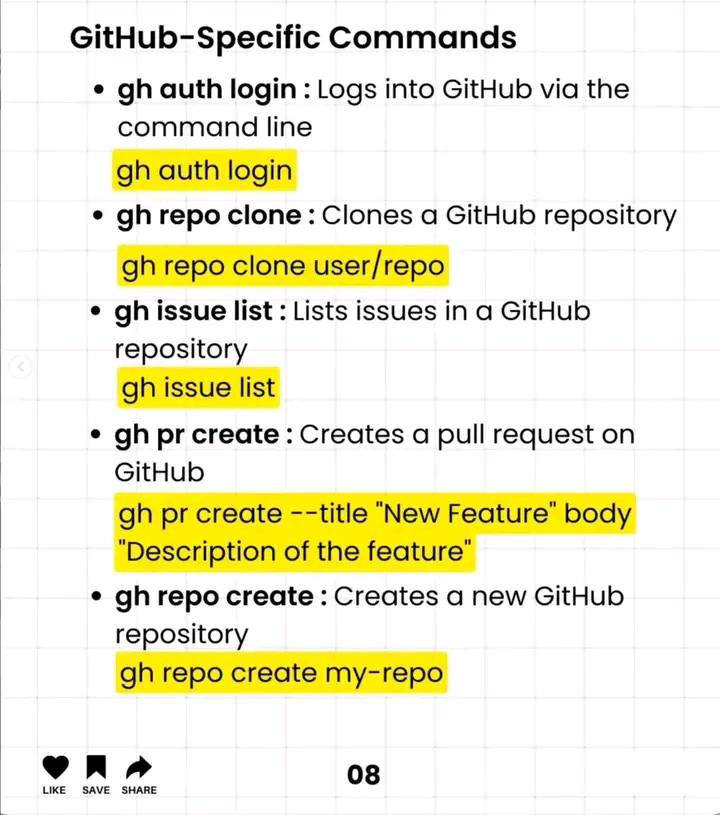 GitHub-Specific Commands
• gh auth login : Logs into GitHub via the
command line
gh auth login
• gh repo clone : Clones a GitHub repository
gh repo clone user/repo
• gh issue list : Lists issues in a GitHub
repository
gh issue list
• gh pr create : Creates a pull request on
GitHub
gh pr create --title "New Feature" body
"Description of the feature"
• gh repo create : Creates a new GitHub
repository
gh repo create my-repo
LIKE SAVE SHARE
08